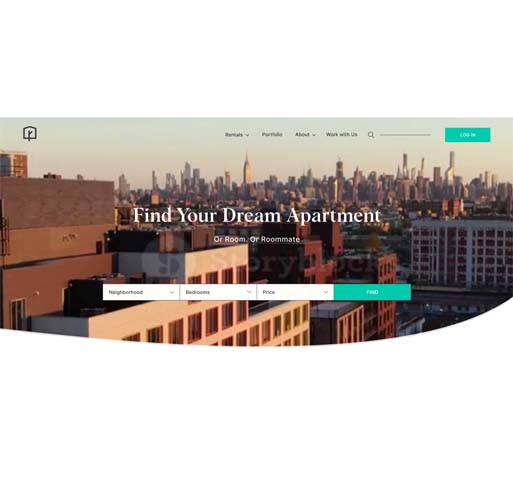 Rentals
Portfolio
About
Work with Us
LOG IN
Find Your Dream Apartment
Or Room. Or Roommate
Neighborhood
Bedrooms
Price
FIND